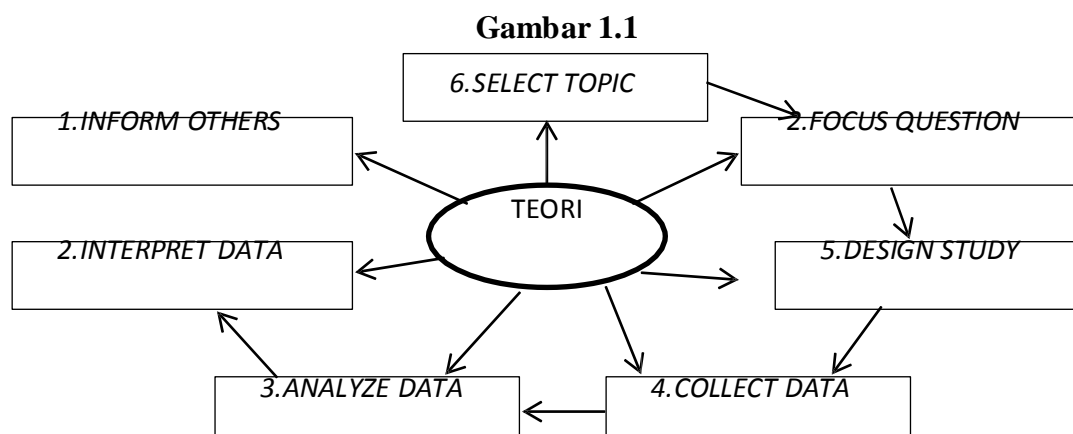 Gambar 1.1
6.SELECT TOPIC
1.INFORM OTHERS
2.FOCUS QUESTION
TEORI
2.INTERPRET DATA
5.DESIGN STUDY
3.ANALYZE DATA
4.COLLECT DATA